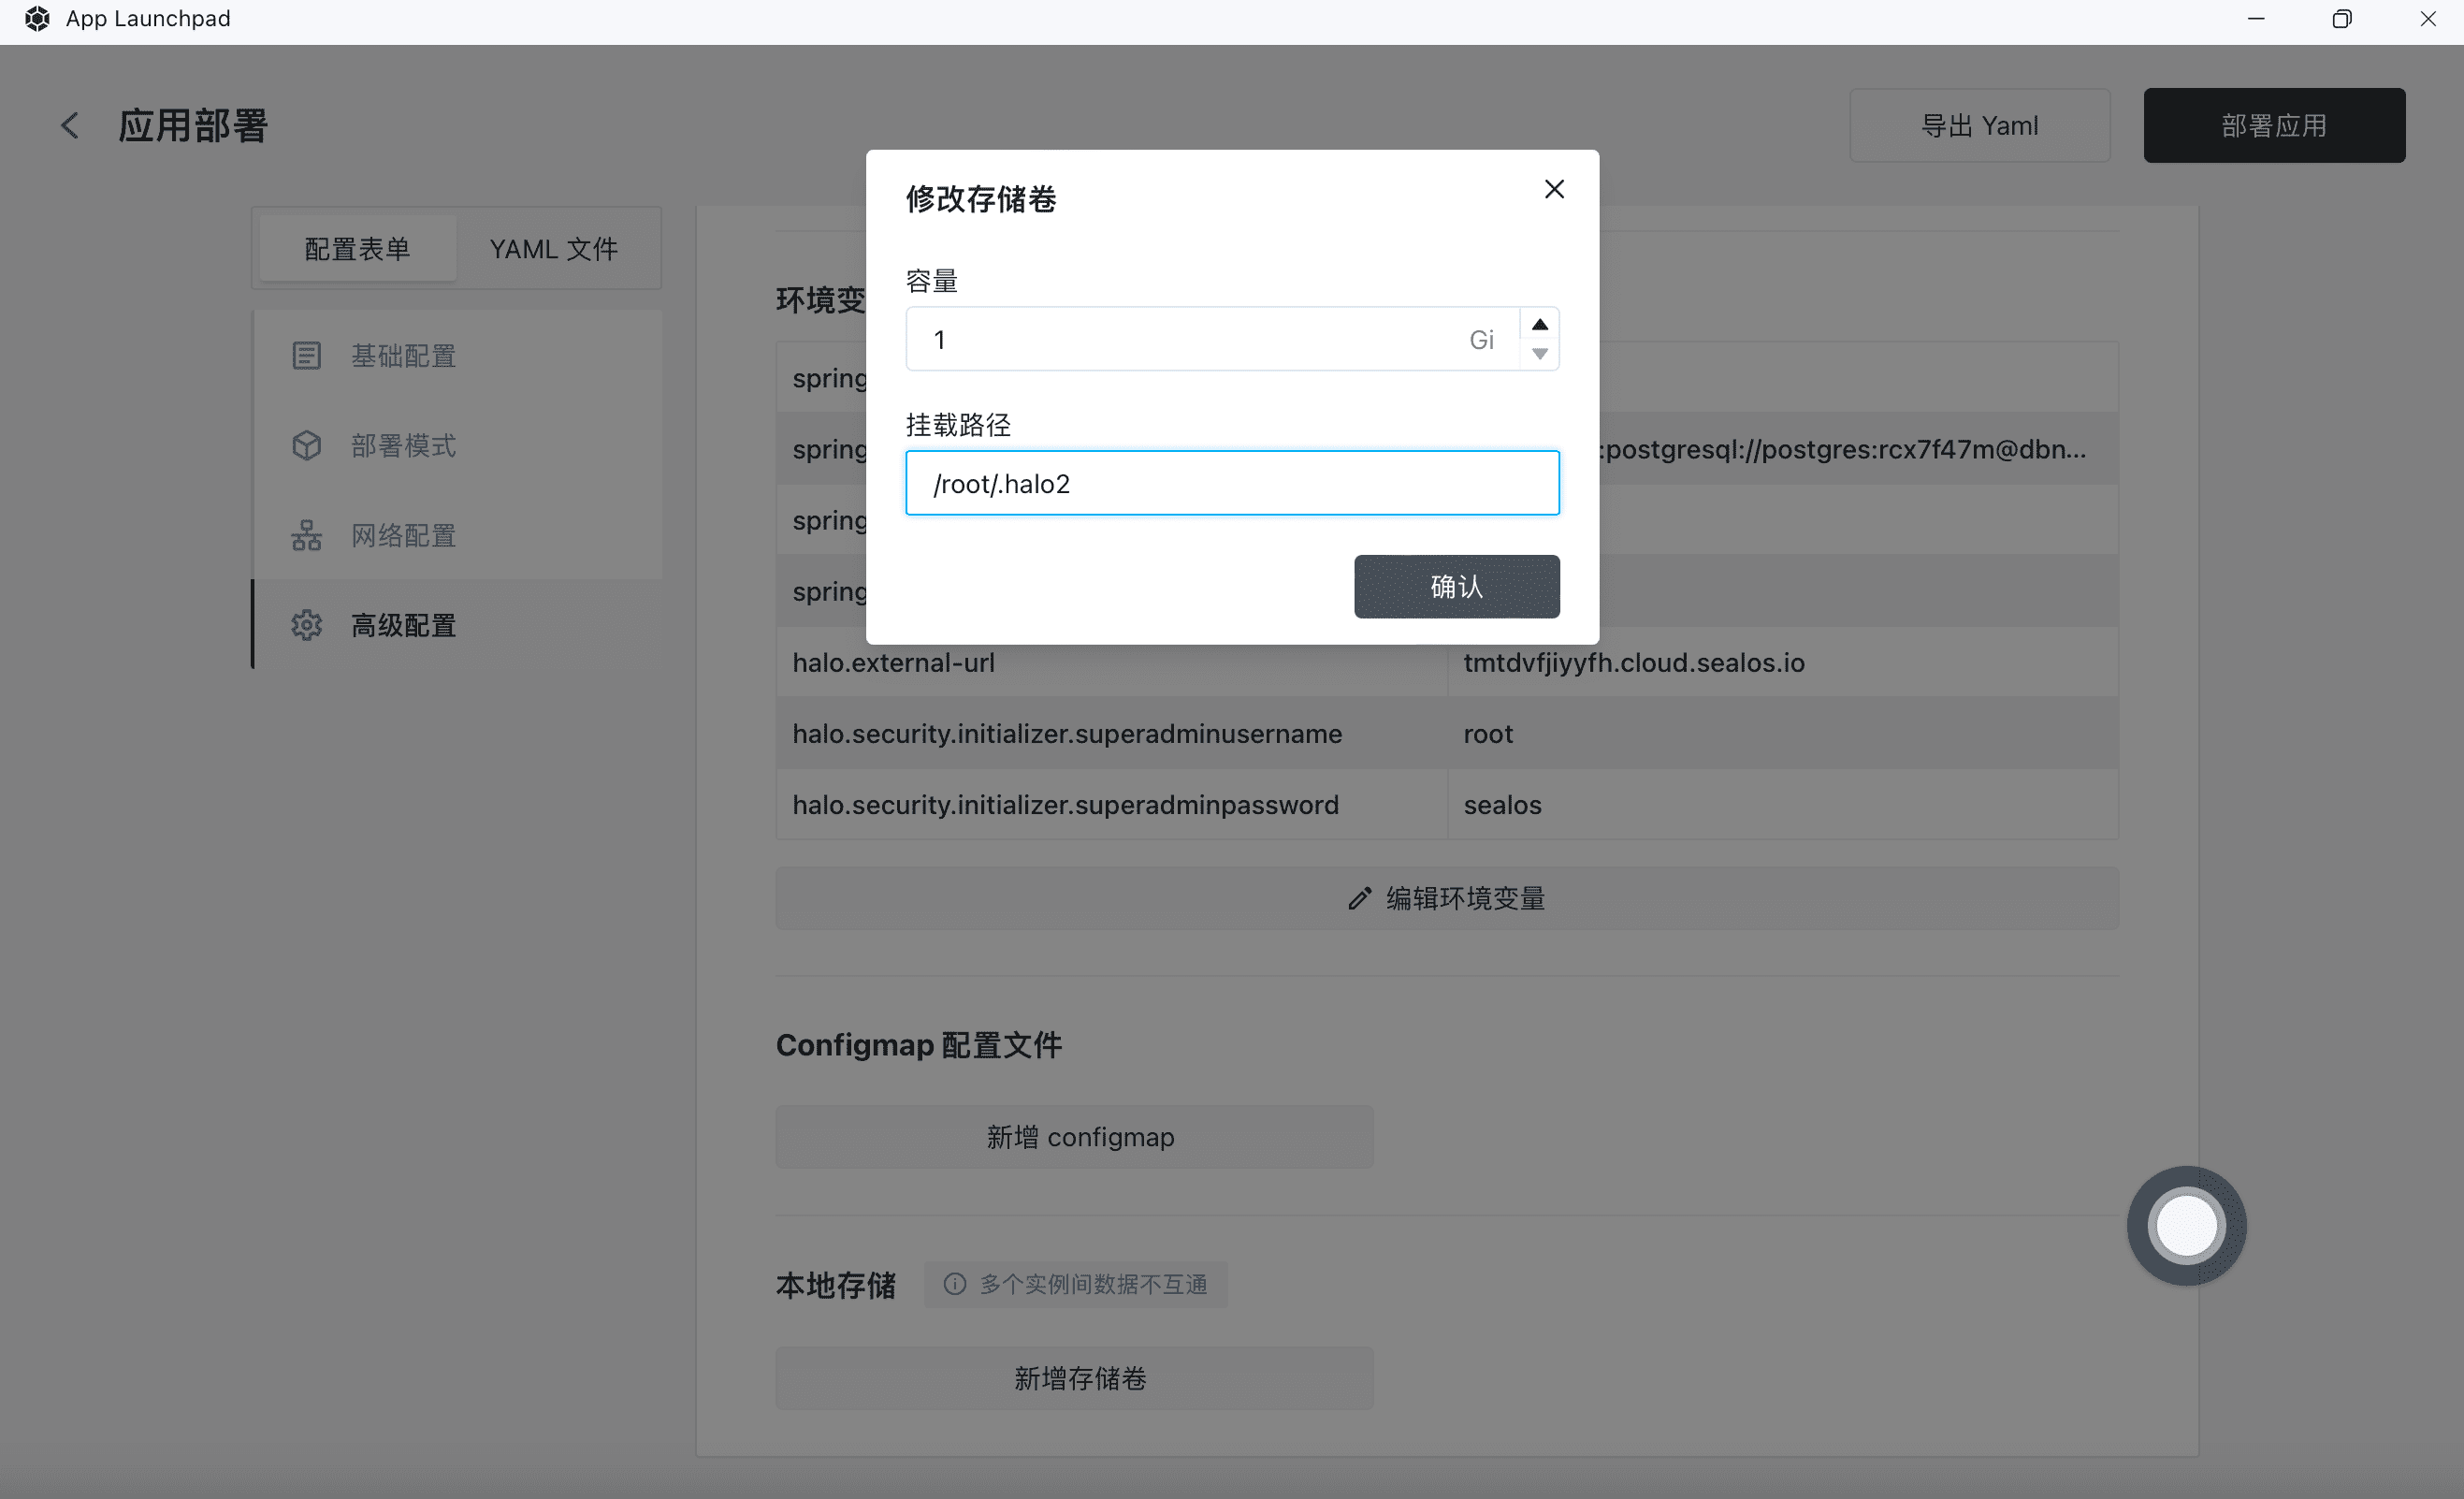 App Launchpad
应用部署
导出 Yaml
部署应用
配置表单
YAML 文件
基础配置
部署模式
网络配置
高级配置
修改存储卷
容量
1
Gi
挂载路径
/root/.halo2
确认
环境变
spring
spring
:postgresql://postgres:rcx7f47m@dbn...
spring
spring
halo.external-url
tmtdvfjiyyfh.cloud.sealos.io
halo.security.initializer.superadminusername
root
halo.security.initializer.superadminpassword
sealos
编辑环境变量
Configmap 配置文件
新增 configmap
本地存储
多个实例间数据不互通
新增存储卷